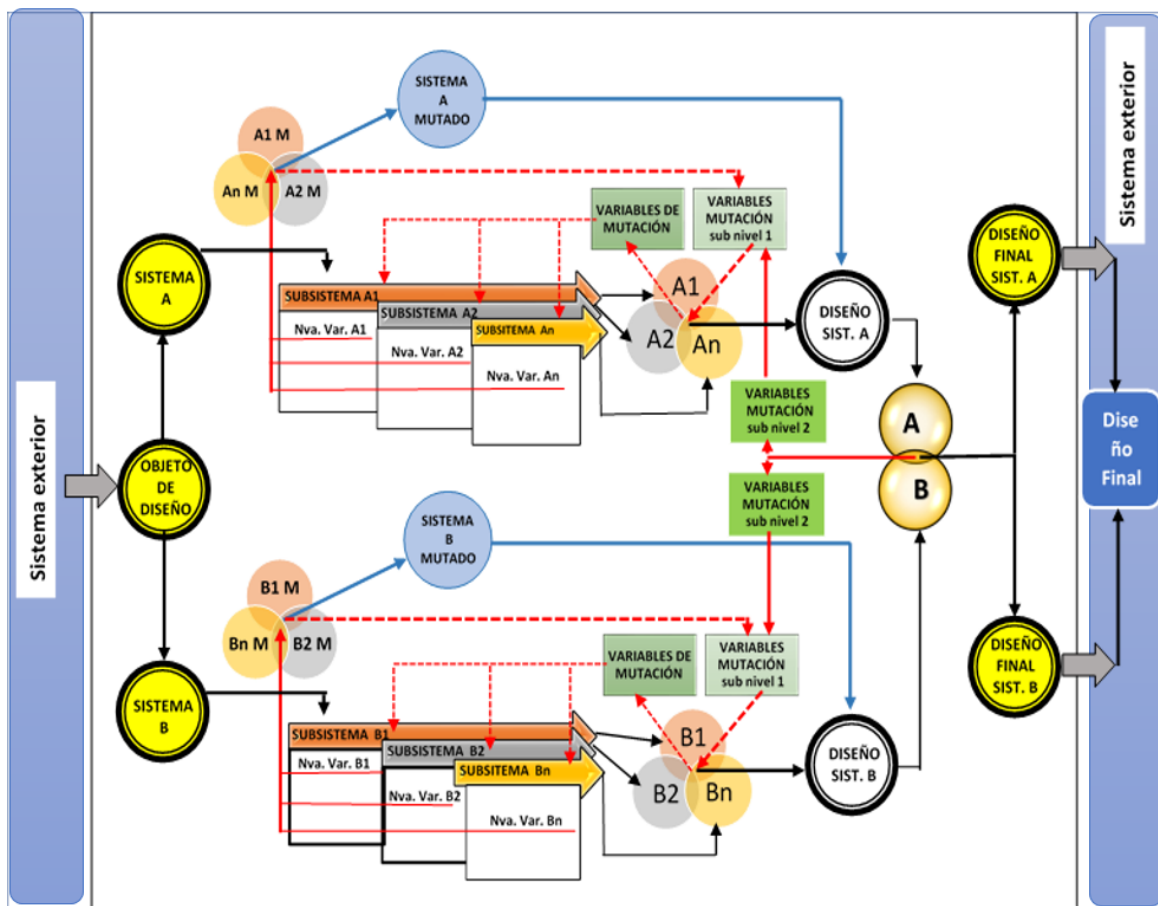 Sistema exterior
OBJETO
DE
DISEÑO
SISTEMA
A
SISTEMA
B
SISTEMA
A
MUTADO
A1 M
An M
A2 M
VARIABLES DE
MUTACIÓN
VARIABLES
MUTACIÓN
sub nivel 1
SUBSISTEMA A1
SUBSISTEMA A2
SUBSITEMA An
Nva. Var. A1
Nva. Var. A2
Nva. Var. An
A1
A2
An
DISEÑO
SIST. A
VARIABLES
MUTACIÓN
sub nivel 2
VARIABLES
MUTACIÓN
sub nivel 2
A
B
SISTEMA
B
MUTADO
B1 M
Bn M
B2 M
VARIABLES DE
MUTACIÓN
VARIABLES
MUTACIÓN
sub nivel 1
SUBSISTEMA B1
SUBSISTEMA B2
SUBSITEMA Bn
Nva. Var. B1
Nva. Var. B2
Nva. Var. Bn
B1
B2
Bn
DISEÑO
SIST. B
DISEÑO
FINAL
SIST. A
DISEÑO
FINAL
SIST. B
Sistema exterior
Dise
ño
Final